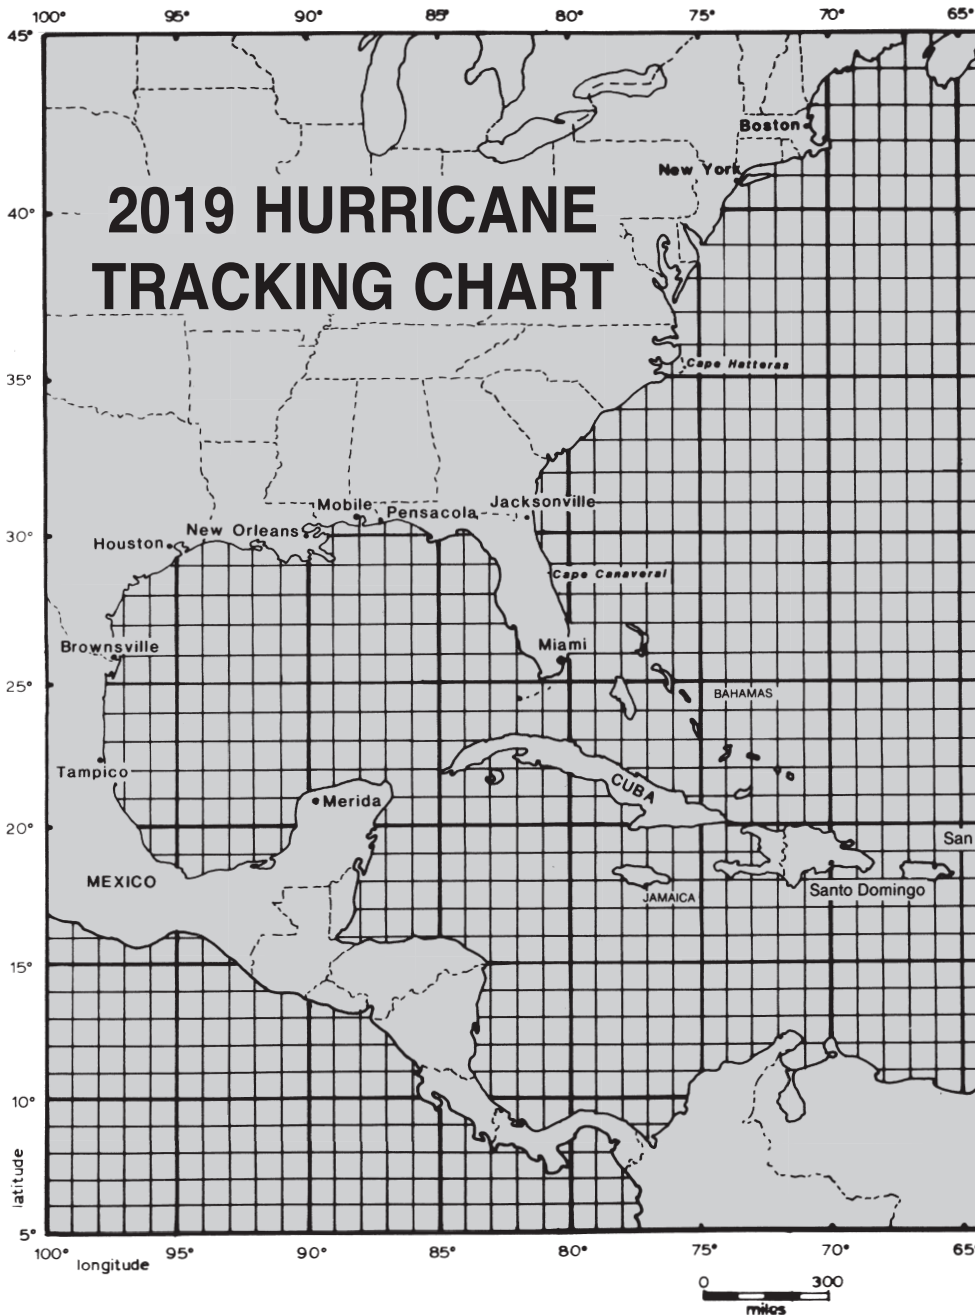 100° 95° 90° 85° 80° 75° 70° 65°
45°
Boston
New York
2019 HURRICANE
TRACKING CHART
40°
Cape Hatteras
35°
Jacksonville
Mobile
Pensacola
New Orleans
Houston
30°
Cape Canaveral
Miami
Brownsville
25°
BAHAMAS
Tampico
CUBA
Merida
20°
San
MEXICO
Santo Domingo
JAMAICA
15°
10°
latitude
5°
100° 95° 90° 85° 80° 75° 70° 65°
longitude
0 300
miles